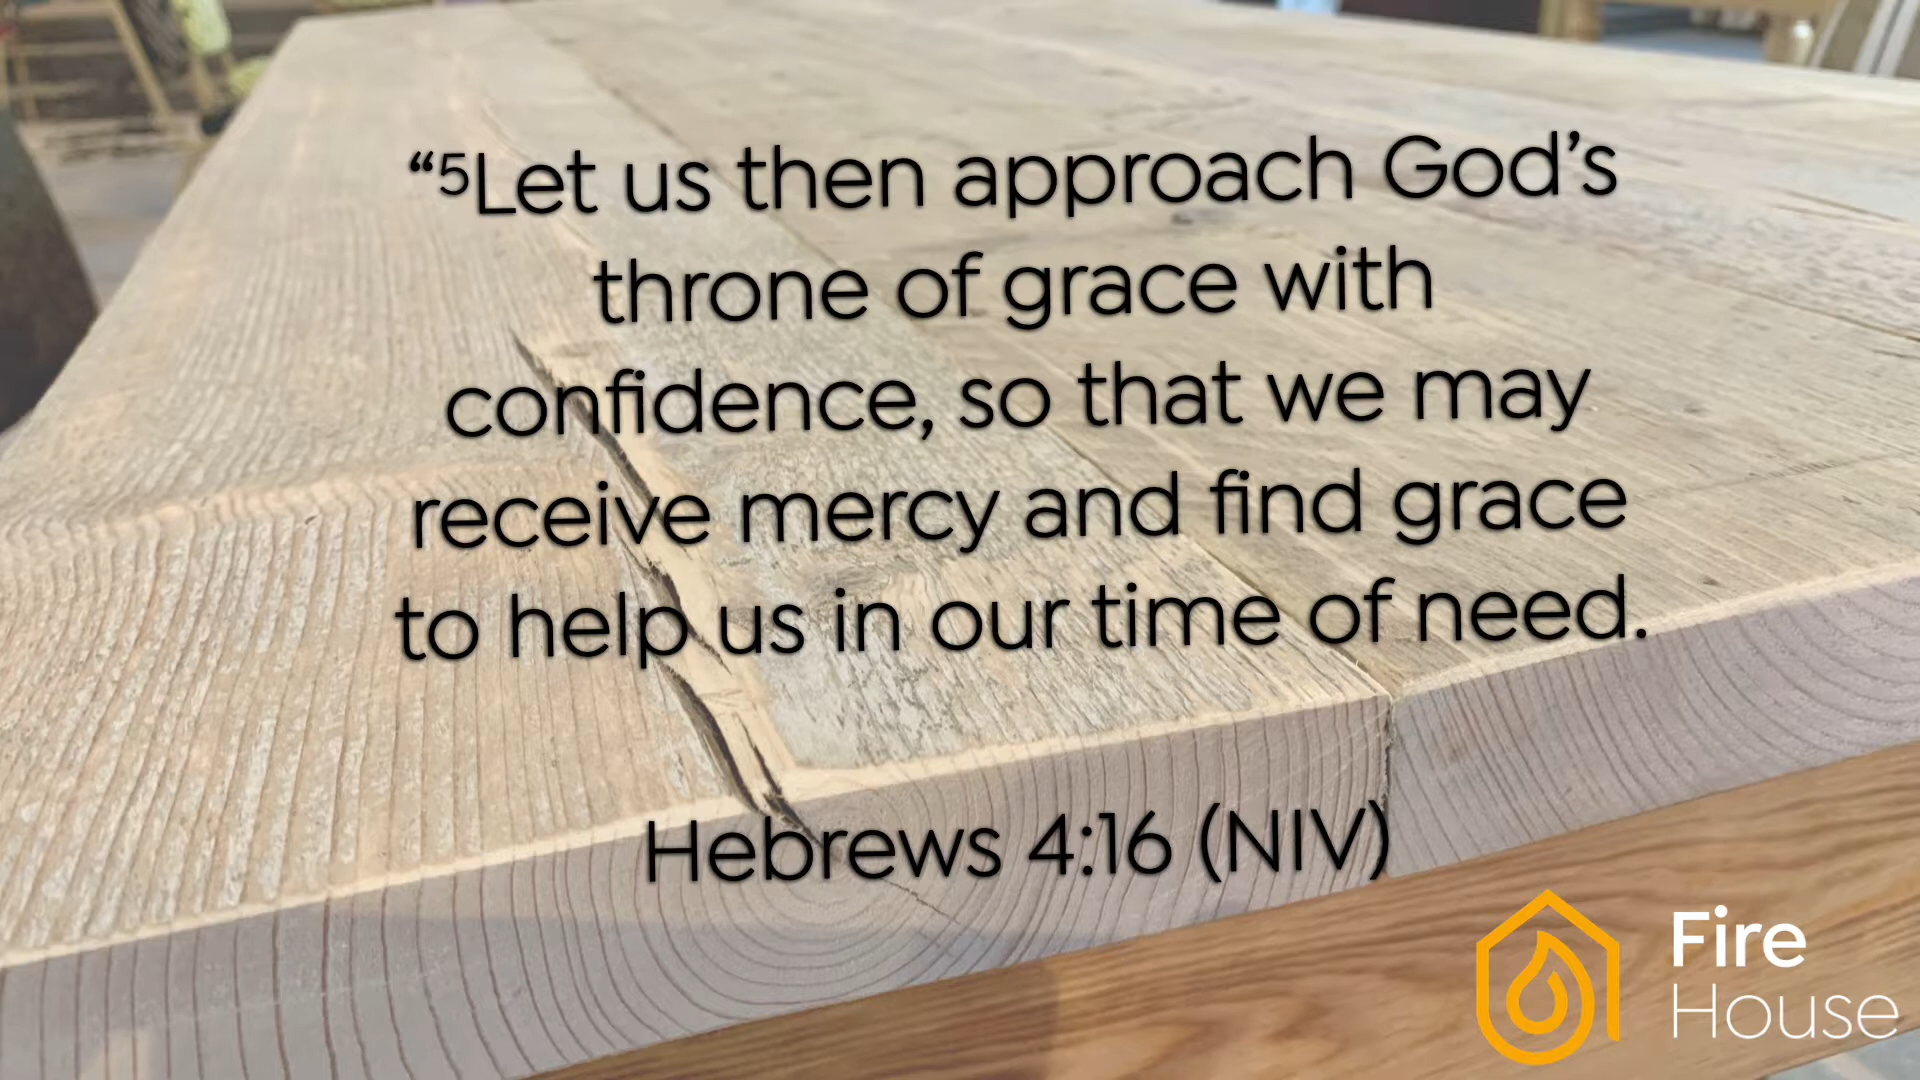 “⁵Let us then approach God’s
throne of grace with
confidence, so that we may
receive mercy and find grace
to help us in our time of need.
Hebrews 4:16 (NIV)
Fire
House